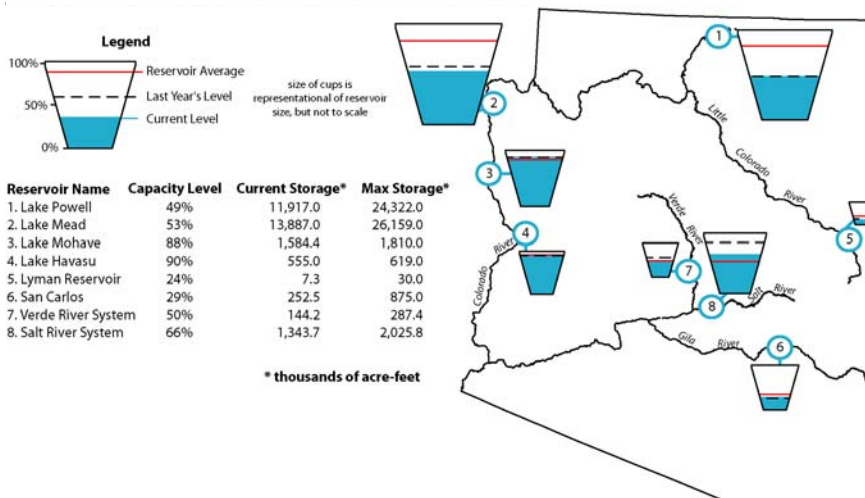 Legend
100%
50%
0%
Reservoir Average
Last Year's Level
Current Level
size of cups is
representational of reservoir
size, but not to scale
Reservoir Name Capacity Level Current Storage* Max Storage*
1. Lake Powell 49% 11,917.0 24,322.0
2. Lake Mead 53% 13,887.0 26,159.0
3. Lake Mohave 88% 1,584.4 1,810.0
4. Lake Havasu 90% 555.0 619.0
5. Lyman Reservoir 24% 7.3 30.0
6. San Carlos 29% 252.5 875.0
7. Verde River System 50% 144.2 287.4
8. Salt River System 66% 1,343.7 2,025.8
* thousands of acre-feet
1
2
3
4
5
6
7
8
Little Colorado River
Verde River
Colorado River
Salt River
Gila River